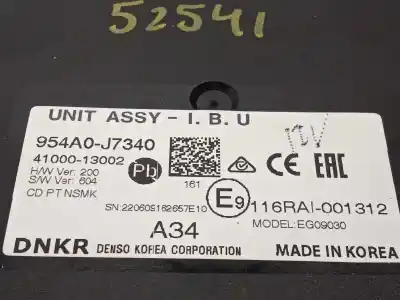 52541
UNIT ASSY - I. B. U
954A0-J7340
41000-13002
H/W Ver: 200
S/W Ver: 604
CD PT NSMK
Pb
161
CE EAC
E9
116RAI-001312
SN:220609162657E10
MODEL:EG09030
A34
DNKR DENSO KOREA CORPORATION
MADE IN KOREA